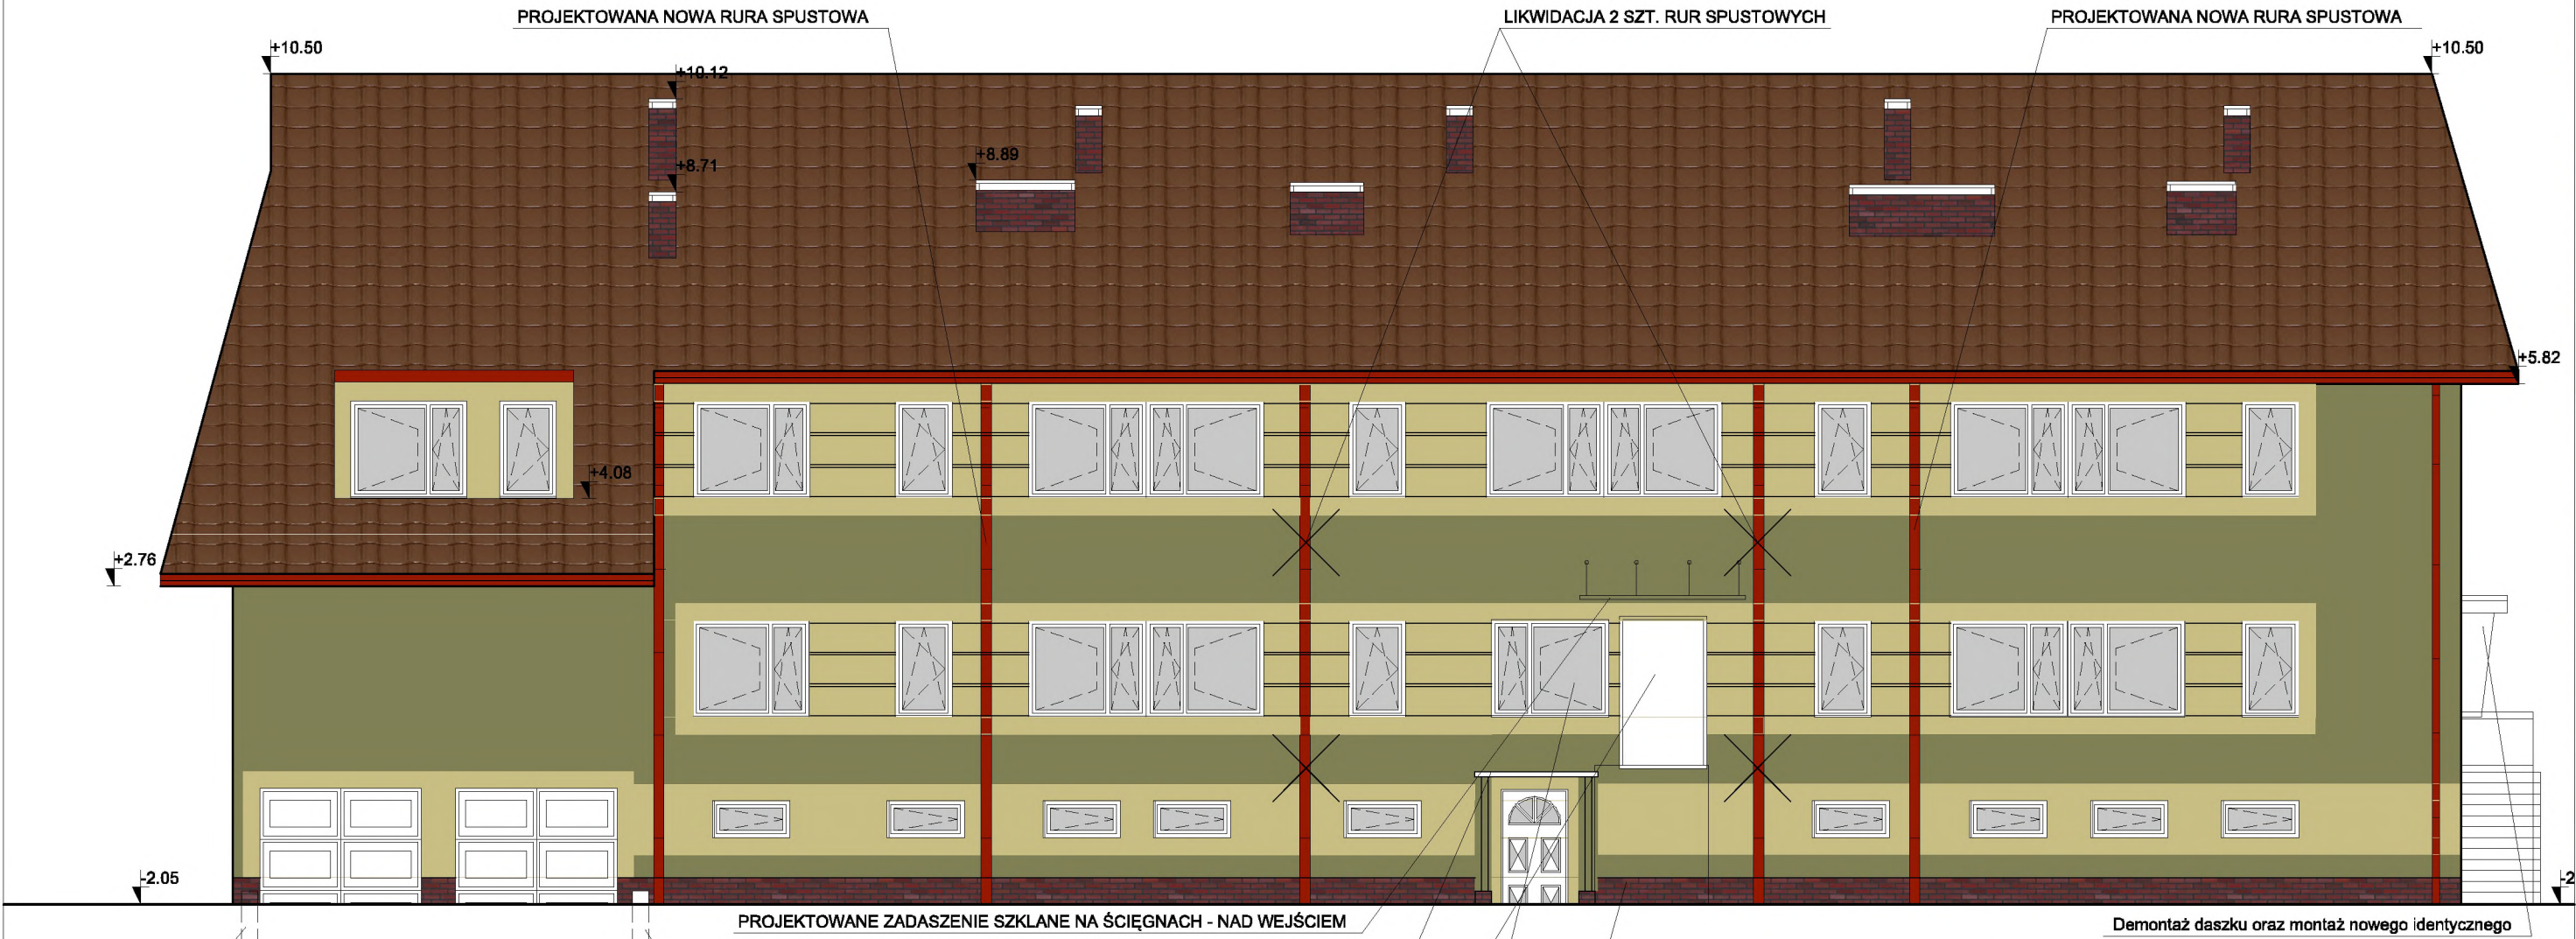 PROJEKTOWANA NOWA RURA SPUSTOWA
LIKWIDACJA 2 SZT. RUR SPUSTOWYCH
PROJEKTOWANA NOWA RURA SPUSTOWA
+10.50
+10.50
+10.12
+8.89
+8.71
+5.82
+4.08
+2.76
-2.05
-2
PROJEKTOWANE ZADASZENIE SZKLANE NA ŚCIĘGNACH - NAD WEJŚCIEM
Demontaż daszku oraz montaż nowego identycznego